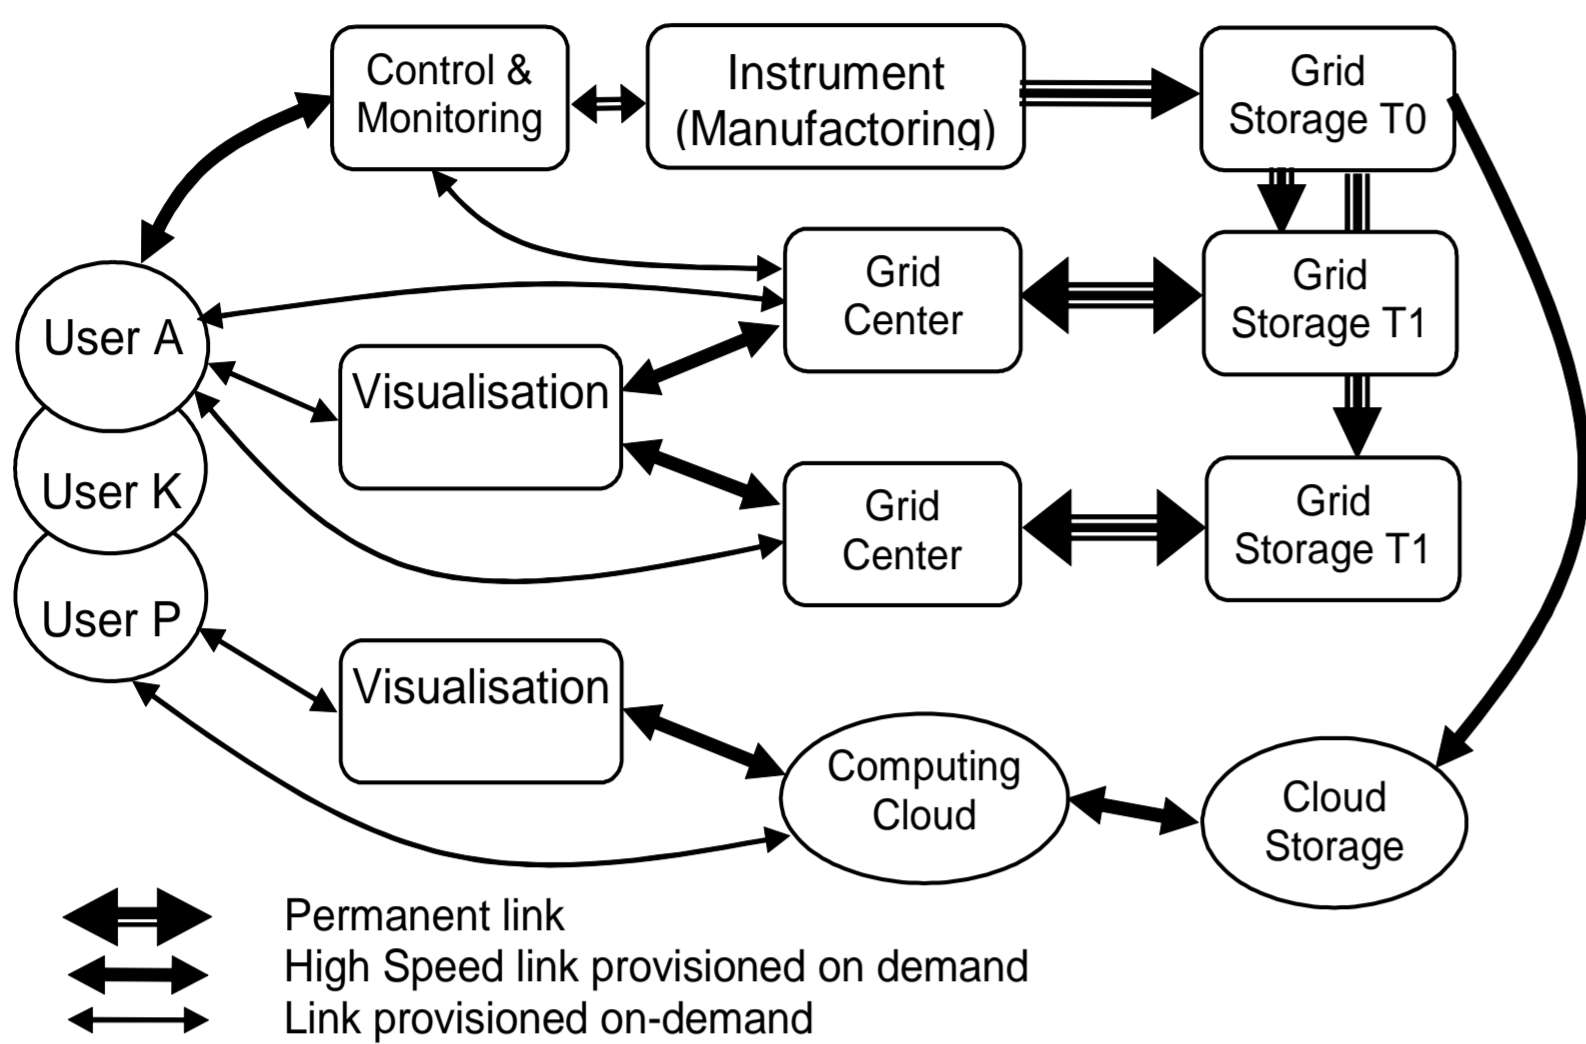 Control &
Monitoring
Instrument
(Manufactoring)
Grid
Storage T0
Grid
Center
Grid
Storage T1
User A
Visualisation
User K
Grid
Center
Grid
Storage T1
User P
Visualisation
Computing
Cloud
Cloud
Storage
Permanent link
High Speed link provisioned on demand
Link provisioned on-demand